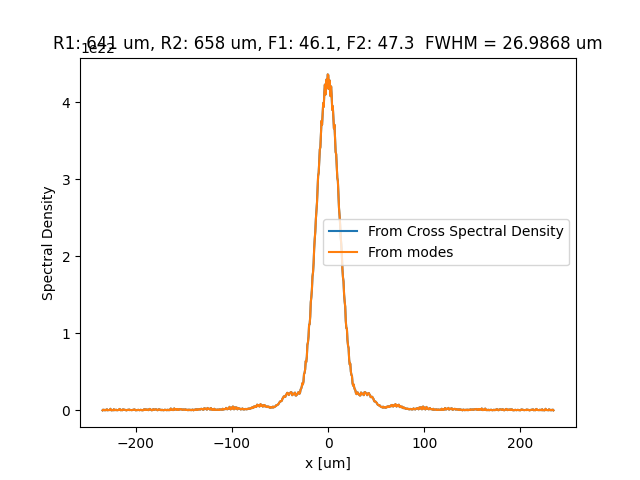 R1: 641 um, R2: 658 um, F1: 46.1, F2: 47.3  FWHM = 26.9868 um
1e22
4
3
2
1
0
Spectral Density
From Cross Spectral Density
From modes
−200 −100 0 100 200
x [um]